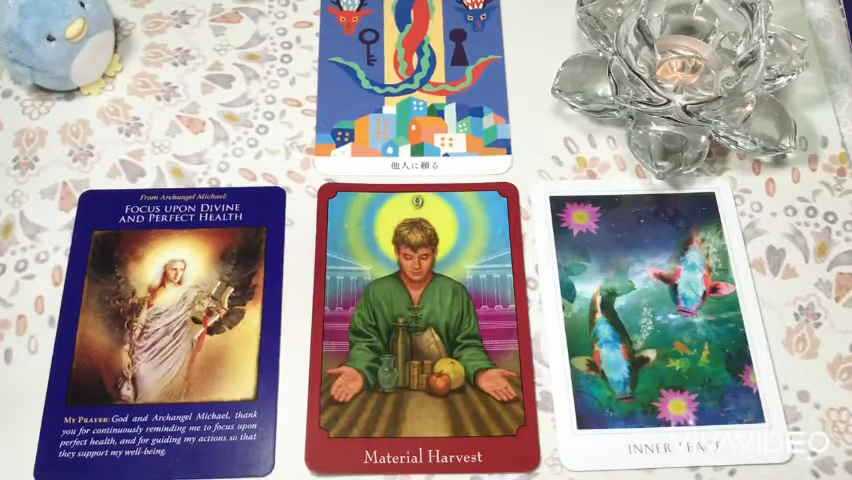 他人に頼る
From Archangel Michael:
FOCUS UPON DIVINE
AND PERFECT HEALTH
MY PRAYER: God and Archangel Michael, thank
you for continuously reminding me to focus upon
perfect health, and for guiding my actions so that
they support my well-being.
9
Material Harvest
INNER